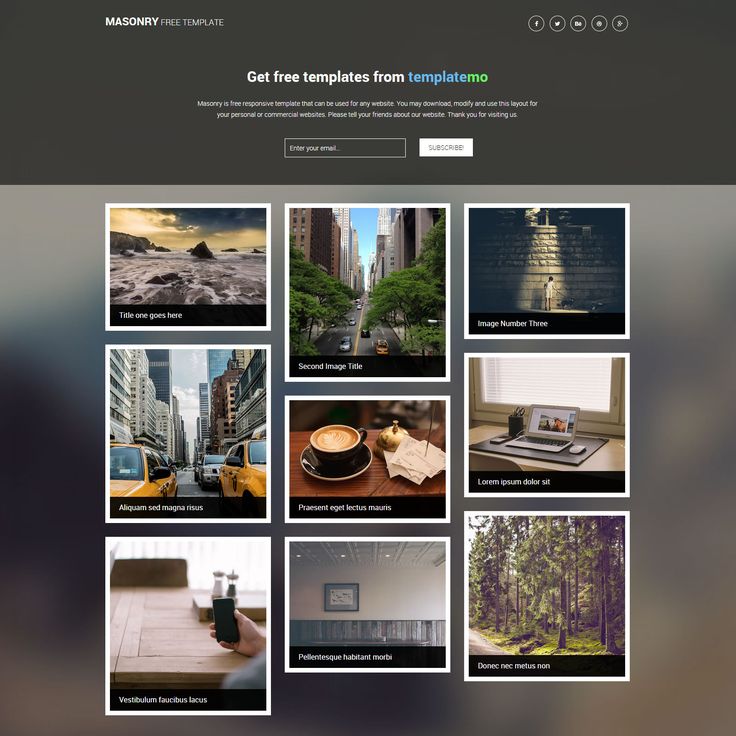 MASONRY FREE TEMPLATE
Get free templates from templatemo
Masonry is free responsive template that can be used for any website. You may download, modify and use this layout for
your personal or commercial websites. Please tell your friends about our website. Thank you for visiting us.
Enter your email... SUBSCRIBE!
Title one goes here
Second Image Title
Image Number Three
Aliquam sed magna risus
Praesent eget lectus mauris
Lorem ipsum dolor sit
Vestibulum faucibus lacus
Pellentesque habitant morbi
Donec nec metus non